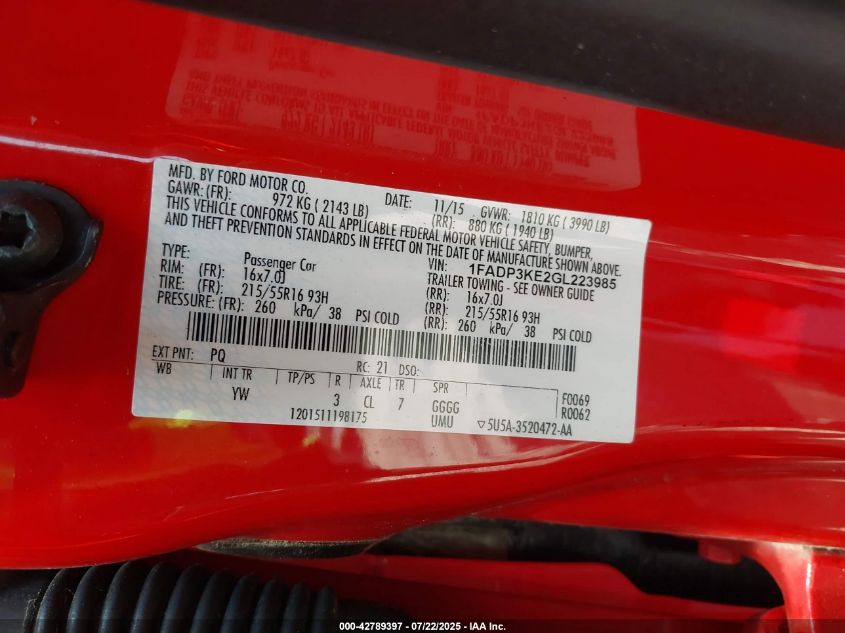 MFD. BY FORD MOTOR CO.
DATE: 11/15 GVWR: 1810 KG ( 3990 LB)
GAWR: (FR): 972 KG ( 2143 LB) (RR): 880 KG ( 1940 LB)
THIS VEHICLE CONFORMS TO ALL APPLICABLE FEDERAL MOTOR VEHICLE SAFETY, BUMPER,
AND THEFT PREVENTION STANDARDS IN EFFECT ON THE DATE OF MANUFACTURE SHOWN ABOVE.
VIN: 1FADP3KE2GL223985
TYPE: Passenger Car TRAILER TOWING - SEE OWNER GUIDE
RIM: (FR): 16x7.0J (RR): 16x7.0J
TIRE: (FR): 215/55R16 93H (RR): 215/55R16 93H
PRESSURE: (FR): 260 kPa/ 38 PSI COLD (RR): 260 kPa/ 38 PSI COLD
EXT PNT: PQ RC: 21 DSO:
WB INT TR TP/PS R AXLE TR SPR F0069
YW 3 CL 7 GGGG R0062
1201511198175 UMU ▽5U5A-3520472-AA
000-42789397 - 07/22/2025 - IAA Inc.